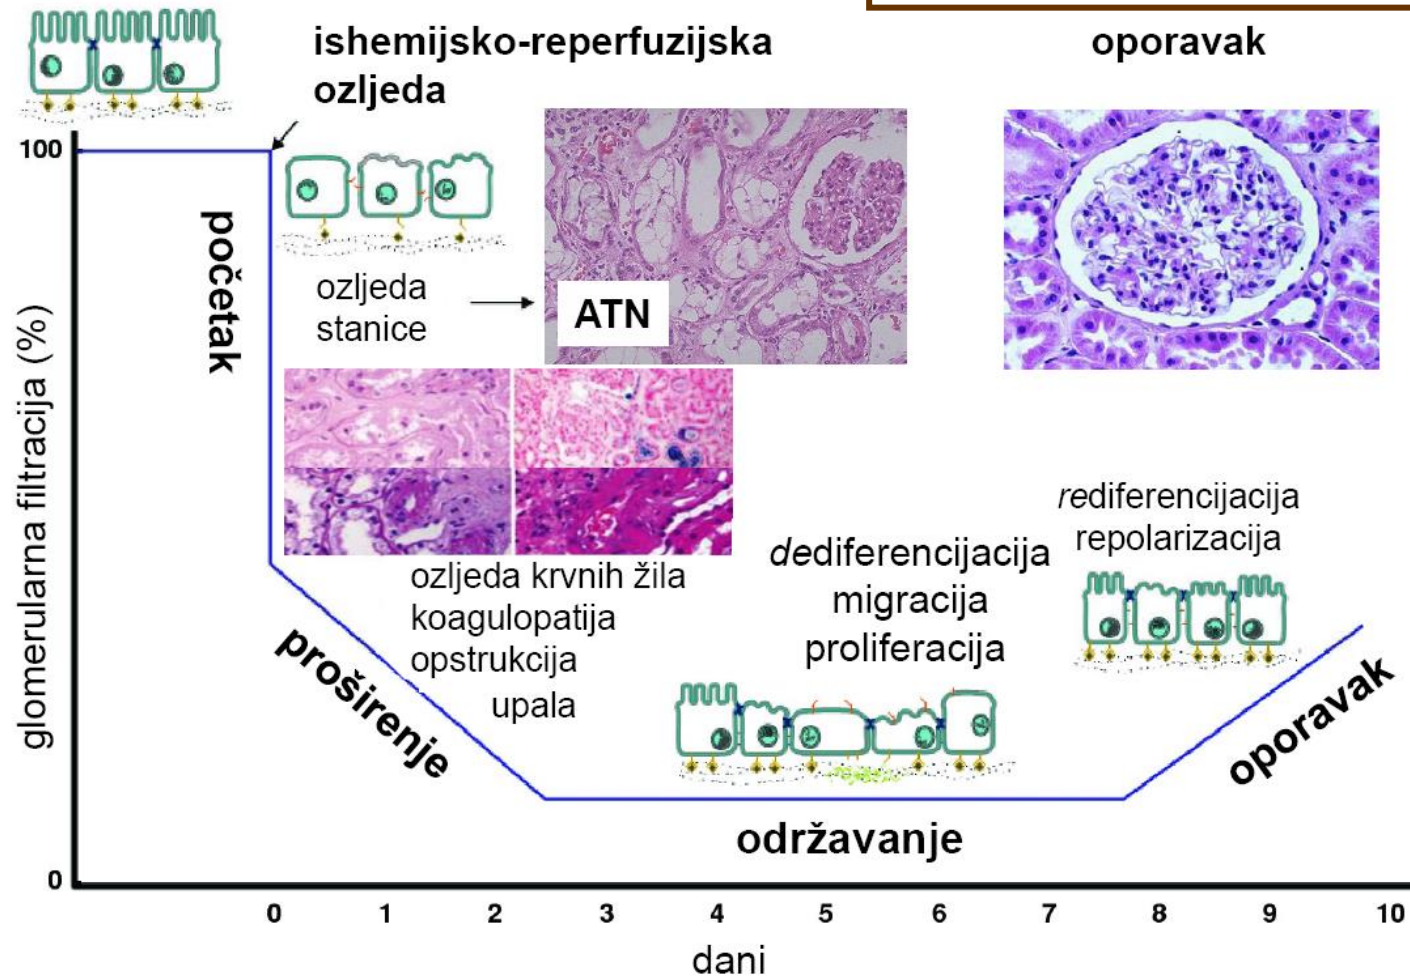 ishemijsko-reperfuzijska
ozljeda
oporavak
100
početak
ozljeda
stanice
ATN
glomerularna filtracija (%)
ozljeda krvnih žila
koagulopatija
opstrukcija
upala
proširenje
dediferencijacija
migracija
proliferacija
rediferencijacija
repolarizacija
oporavak
održavanje
0
0 1 2 3 4 5 6 7 8 9 10
dani